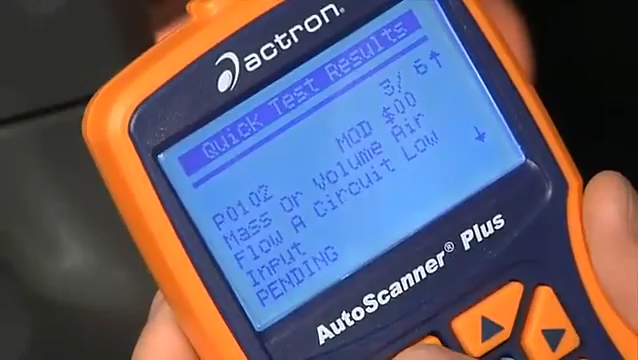 actron®
Quick Test Results
3/ 6↑
P0102 MOD $00
Mass Or Volume Air
Flow A Circuit Low
Input
PENDING
↓
AutoScanner® Plus